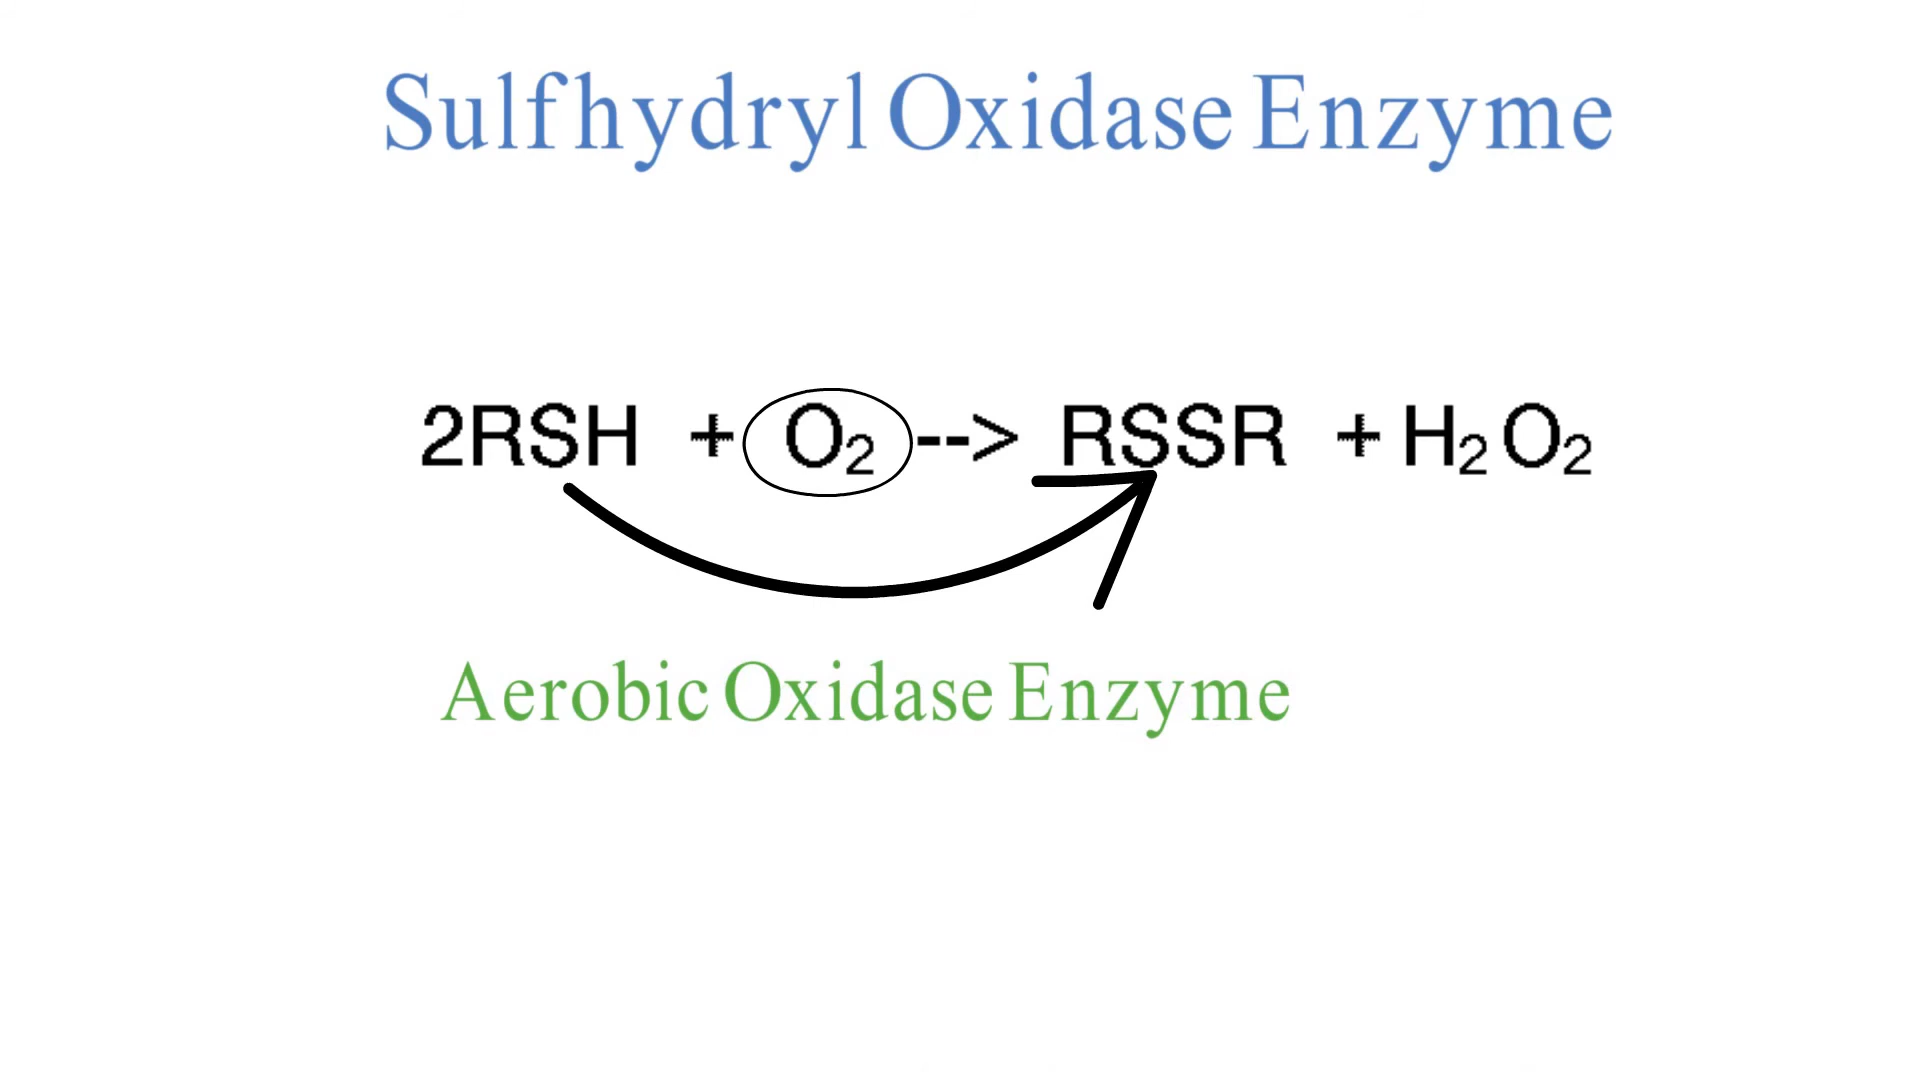 Sulfhydryl Oxidase Enzyme
2RSH + O₂ --> RSSR + H₂O₂
Aerobic Oxidase Enzyme